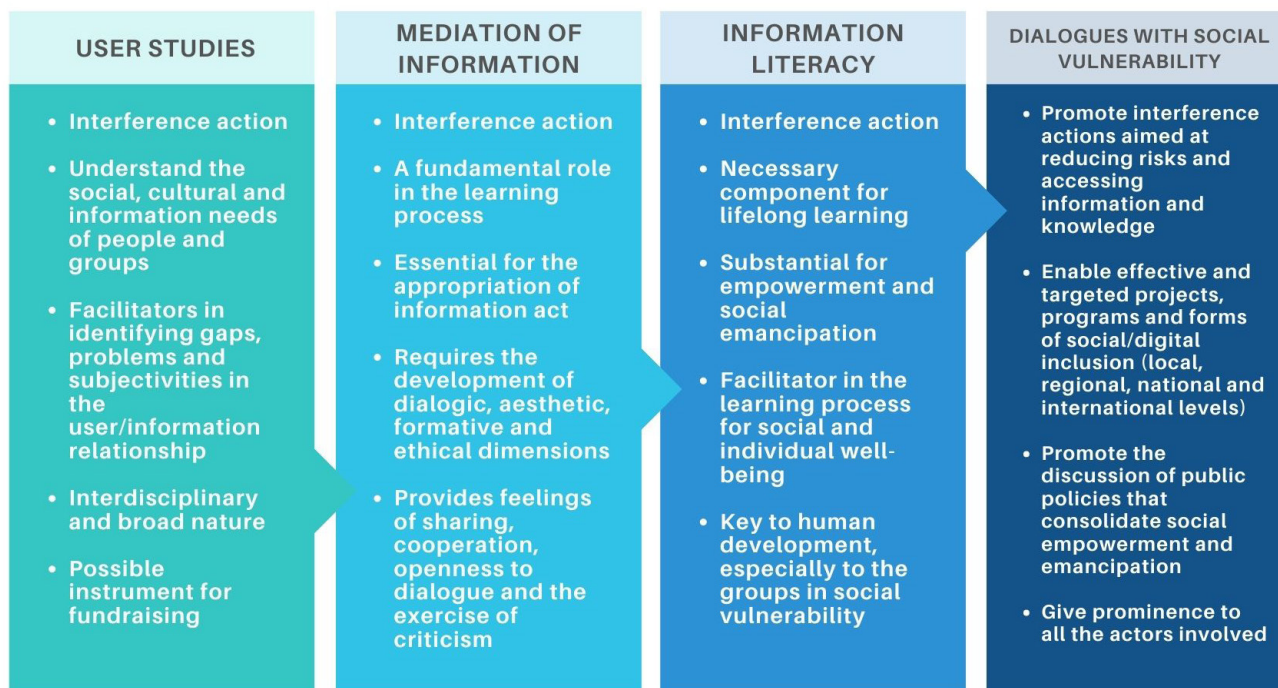 USER STUDIES
• Interference action
• Understand the
social, cultural and
information needs
of people and
groups
• Facilitators in
identifying gaps,
problems and
subjectivities in
the
user/information
relationship
• Interdisciplinary
and broad nature
• Possible
instrument for
fundraising
MEDIATION OF
INFORMATION
• Interference action
• A fundamental role
in the learning
process
• Essential for the
appropriation of
information act
• Requires the
development of
dialogic, aesthetic,
formative and
ethical dimensions
• Provides feelings
of sharing,
cooperation,
openness to
dialogue and the
exercise of
criticism
INFORMATION
LITERACY
• Interference action
• Necessary
component for
lifelong learning
• Substantial for
empowerment and
social
emancipation
• Facilitator in the
learning process
for social and
individual well-
being
• Key to human
development,
especially to the
groups in social
vulnerability
DIALOGUES WITH SOCIAL
VULNERABILITY
• Promote interference
actions aimed at
reducing risks and
accessing
information and
knowledge
• Enable effective and
targeted projects,
programs and forms
of social/digital
inclusion (local,
regional, national and
international levels)
• Promote the
discussion of public
policies that
consolidate social
empowerment and
emancipation
• Give prominence to
all the actors involved